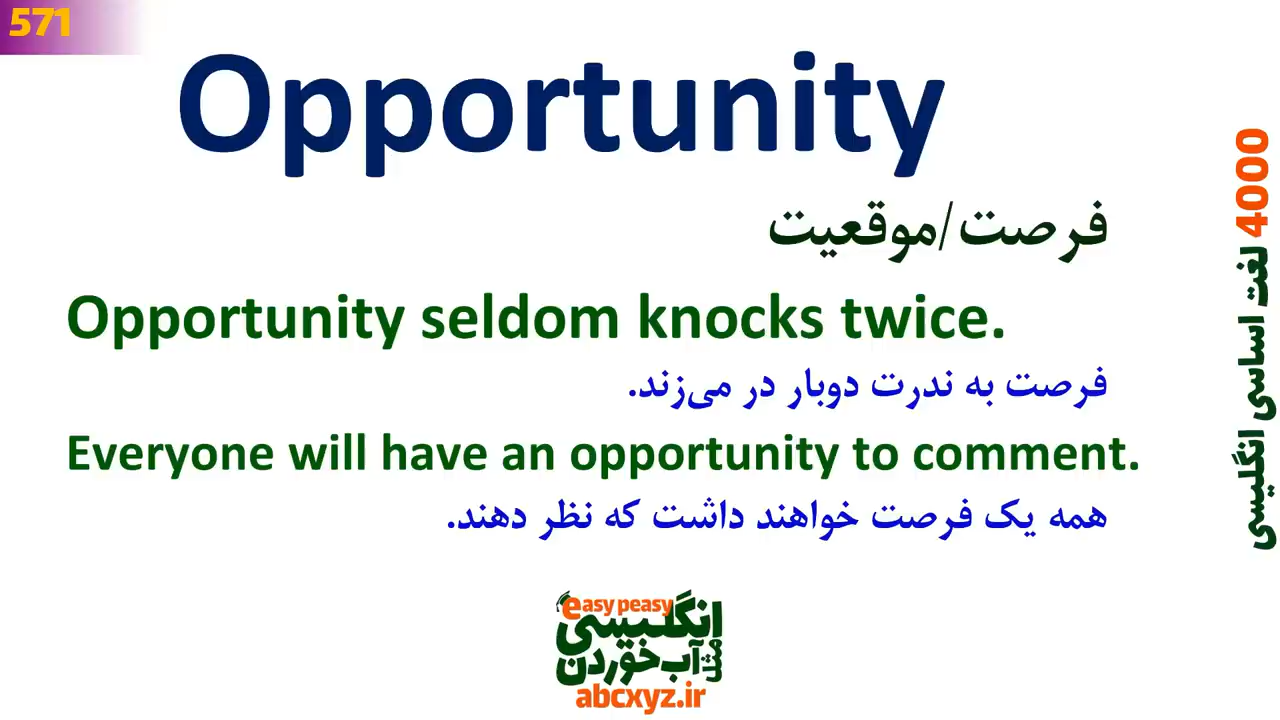 571
Opportunity
فرصت/موقعیت
Opportunity seldom knocks twice.
فرصت به ندرت دوبار در می‌زند.
Everyone will have an opportunity to comment.
همه یک فرصت خواهند داشت که نظر دهند.
4000 لغت اساسی انگلیسی
easy peasy
انگلیسی
مثل آب خوردن
abcxyz.ir